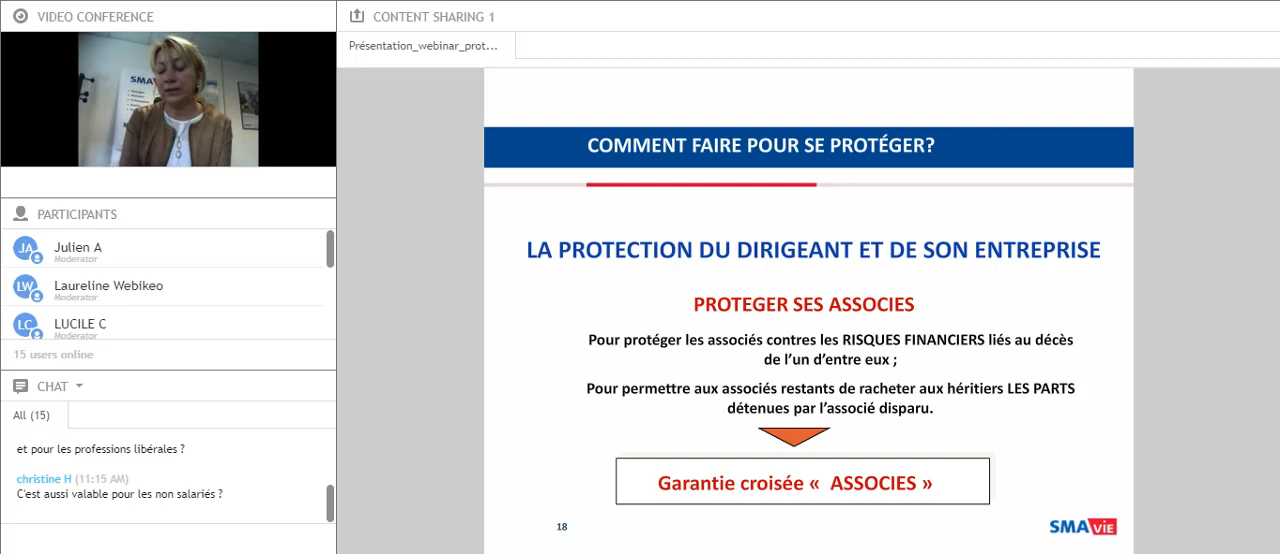 VIDEO CONFERENCE
SMA
PARTICIPANTS
JA
Julien A
Moderator
LW
Laureline Webikeo
Moderator
LC
LUCILE C
Moderator
15 users online
CHAT
All (15)
et pour les professions libérales ?
christine H (11:15 AM)
C'est aussi valable pour les non salariés ?
CONTENT SHARING 1
Présentation_webinar_prot...
COMMENT FAIRE POUR SE PROTÉGER?
LA PROTECTION DU DIRIGEANT ET DE SON ENTREPRISE
PROTEGER SES ASSOCIES
Pour protéger les associés contres les RISQUES FINANCIERS liés au décès
de l'un d'entre eux ;
Pour permettre aux associés restants de racheter aux héritiers LES PARTS
détenues par l'associé disparu.
Garantie croisée « ASSOCIES »
18
SMA VIE